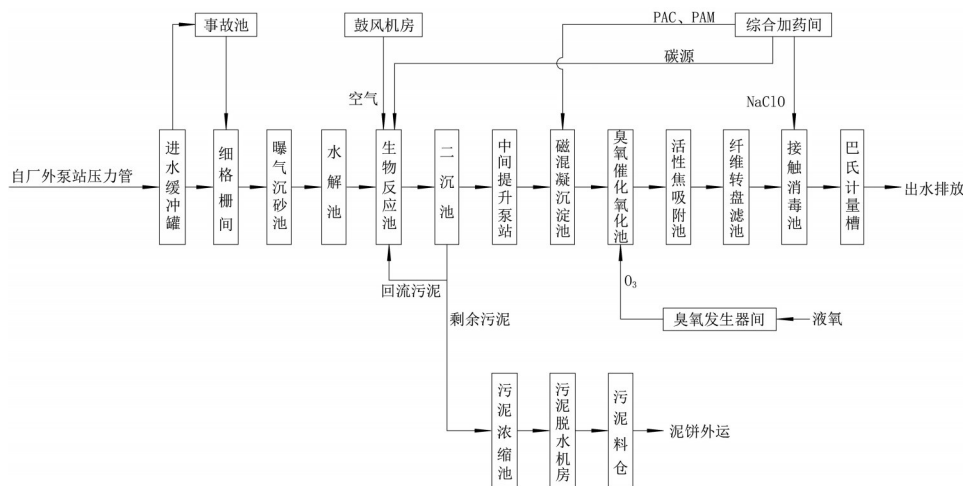 事故池
鼓风机房
PAC、PAM
综合加药间
碳源
空气
NaClO
自厂外泵站压力管
进水缓冲罐
细格栅间
曝气沉砂池
水解池
生物反应池
二沉池
中间提升泵站
磁混凝沉淀池
臭氧催化氧化池
活性焦吸附池
纤维转盘滤池
接触消毒池
巴氏计量槽
出水排放
回流污泥
O₃
剩余污泥
臭氧发生器间
液氧
污泥浓缩池
污泥脱水机房
污泥料仓
泥饼外运